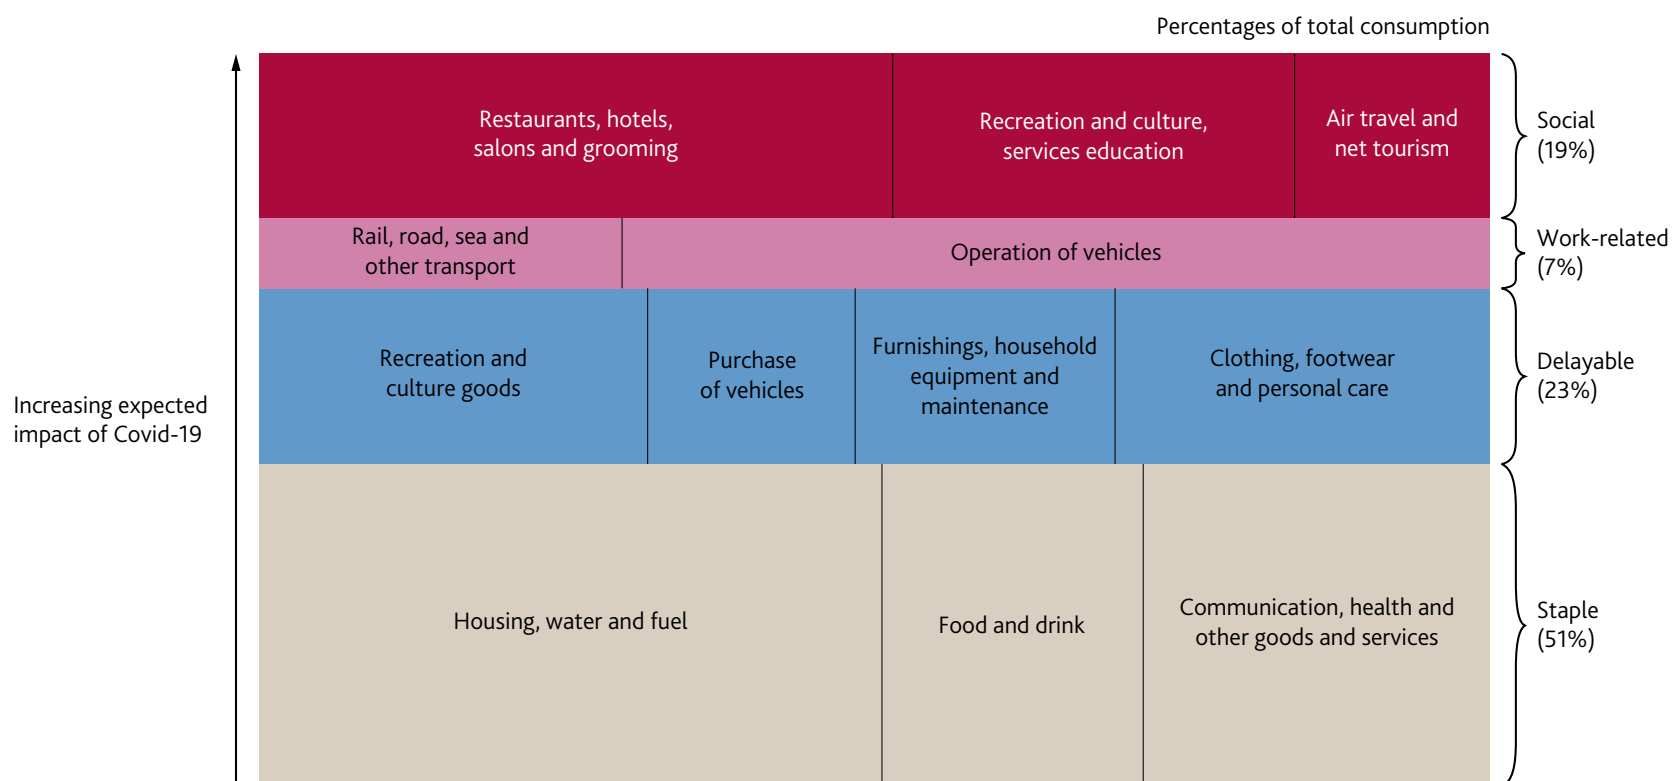 Percentages of total consumption
Restaurants, hotels,
salons and grooming
Recreation and culture,
services education
Air travel and
net tourism
Social
(19%)
Rail, road, sea and
other transport
Operation of vehicles
Work-related
(7%)
Recreation and
culture goods
Purchase
of vehicles
Furnishings, household
equipment and
maintenance
Clothing, footwear
and personal care
Delayable
(23%)
Increasing expected
impact of Covid-19
Housing, water and fuel
Food and drink
Communication, health and
other goods and services
Staple
(51%)